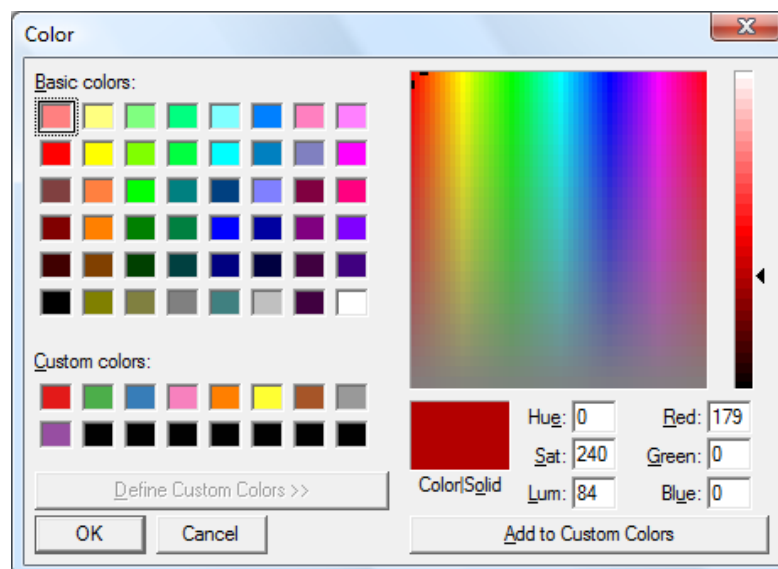 Color
Basic colors:
Custom colors:
Define Custom Colors >>
OK Cancel
Color|Solid
Hue: 0 Red: 179
Sat: 240 Green: 0
Lum: 84 Blue: 0
Add to Custom Colors